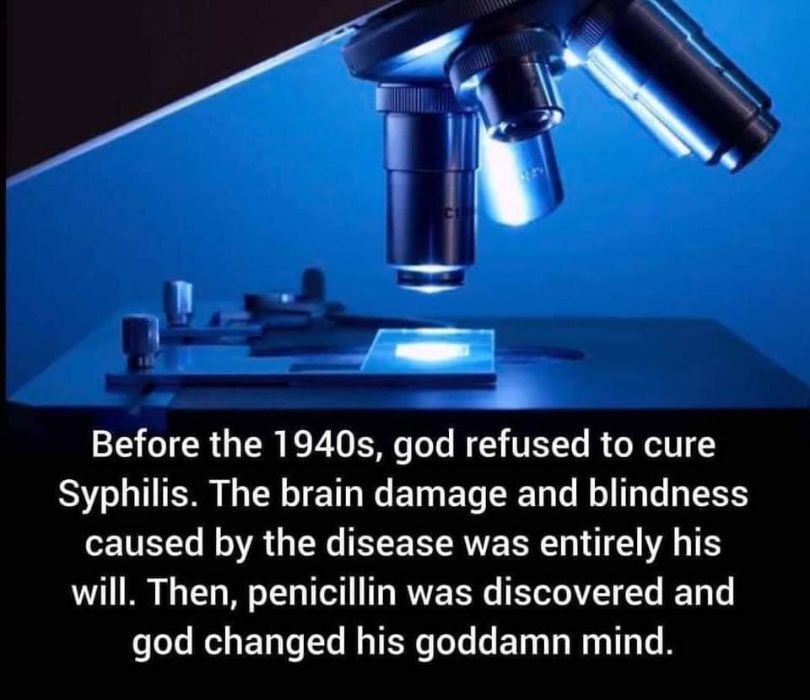 Before the 1940s, god refused to cure
Syphilis. The brain damage and blindness
caused by the disease was entirely his
will. Then, penicillin was discovered and
god changed his goddamn mind.